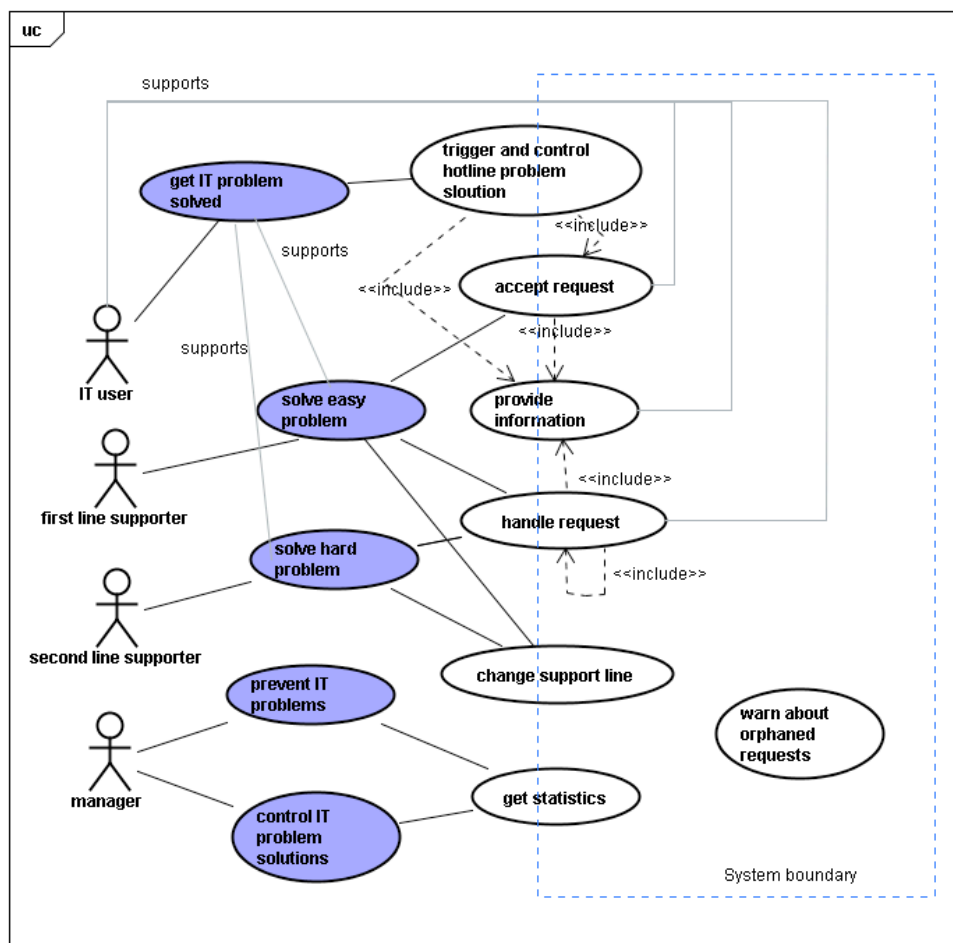 uc
supports
trigger and control
hotline problem
sloution
get IT problem
solved
<<include>>
supports
accept request
<<include>>
<<include>>
supports
IT user
solve easy
problem
provide
information
<<include>>
first line supporter
handle request
solve hard
problem
<<include>>
second line supporter
change support line
prevent IT
problems
warn about
orphaned
requests
manager
get statistics
control IT
problem
solutions
System boundary